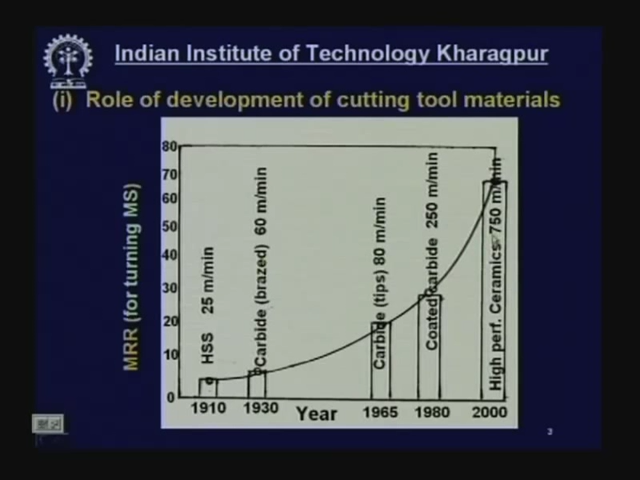 Indian Institute of Technology Kharagpur
(i) Role of development of cutting tool materials
MRR (for turning MS)
80
70
60
50
40
30
20
10
0
HSS 25 m/min
Carbide (brazed) 60 m/min
Carbide (tips) 80 m/min
Coated carbide 250 m/min
High perf. Ceramics 750 m/min
1910 1930 Year 1965 1980 2000
3